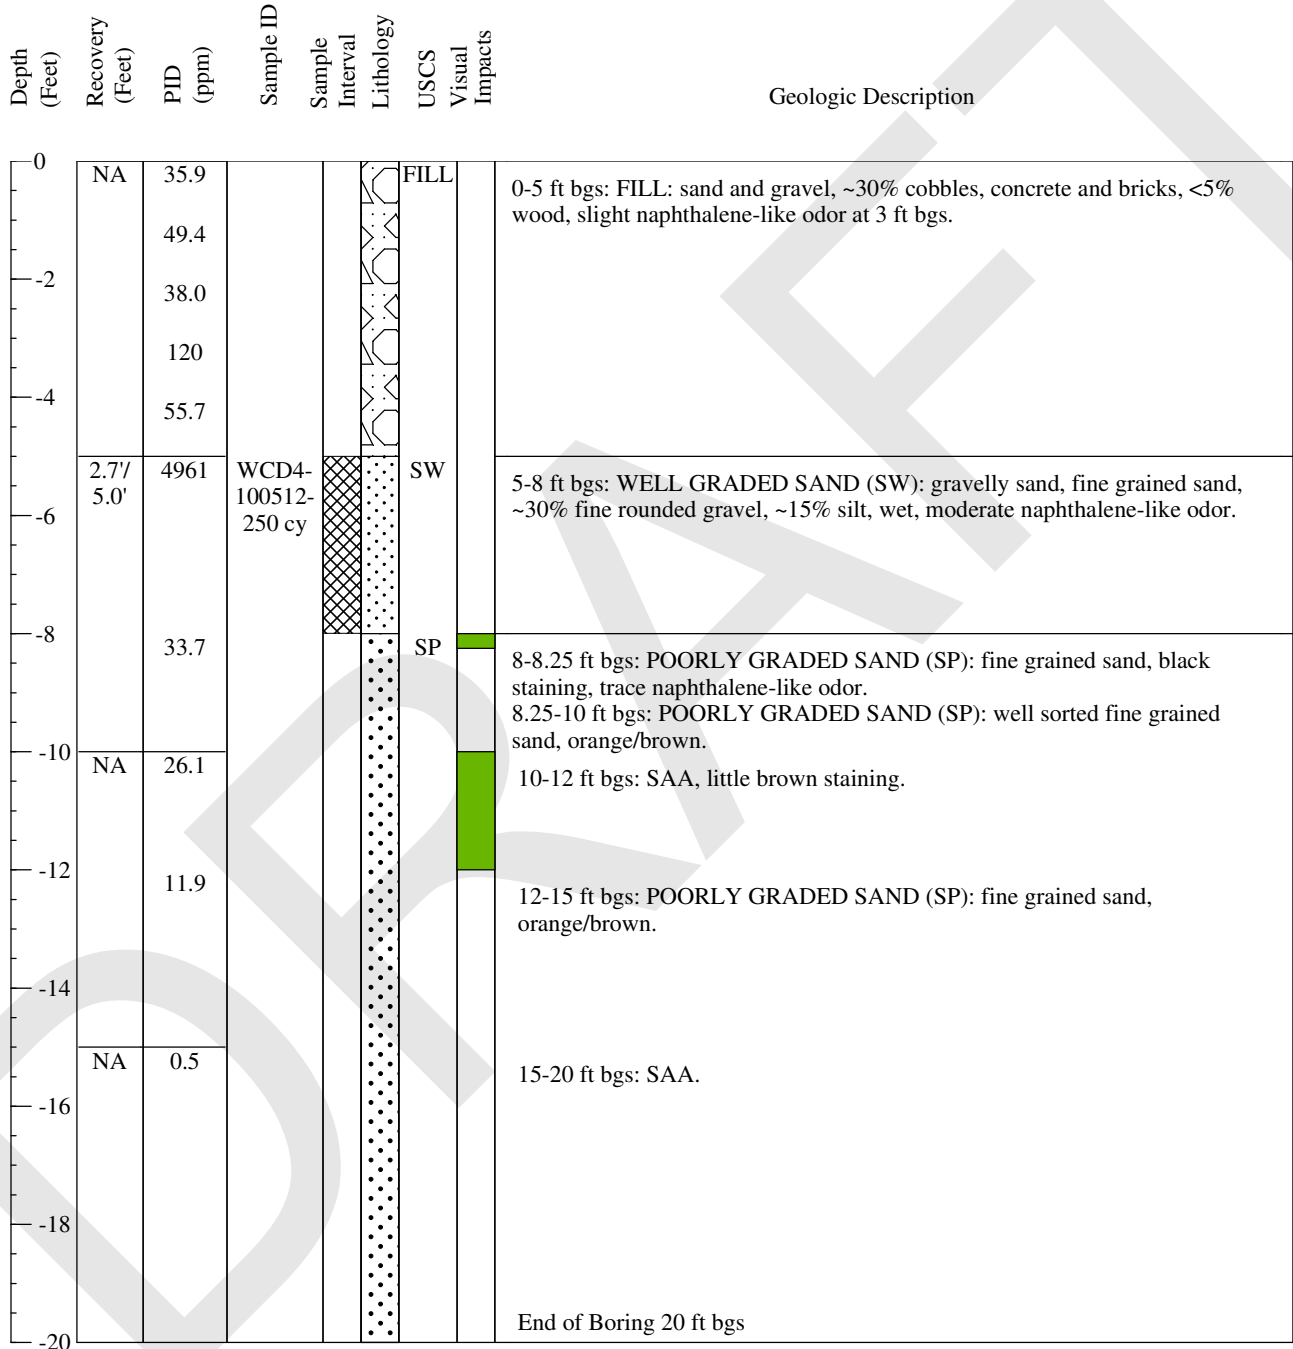 Depth
(Feet)
Recovery
(Feet)
PID
(ppm)
Sample ID
Sample
Interval
Lithology
USCS
Visual
Impacts
Geologic Description
0
NA
35.9
FILL
0-5 ft bgs: FILL: sand and gravel, ~30% cobbles, concrete and bricks, <5%
wood, slight naphthalene-like odor at 3 ft bgs.
49.4
-2
38.0
120
-4
55.7
2.7'/
5.0'
4961
WCD4-
100512-
250 cy
SW
5-8 ft bgs: WELL GRADED SAND (SW): gravelly sand, fine grained sand,
~30% fine rounded gravel, ~15% silt, wet, moderate naphthalene-like odor.
-6
-8
33.7
SP
8-8.25 ft bgs: POORLY GRADED SAND (SP): fine grained sand, black
staining, trace naphthalene-like odor.
8.25-10 ft bgs: POORLY GRADED SAND (SP): well sorted fine grained
sand, orange/brown.
-10
NA
26.1
10-12 ft bgs: SAA, little brown staining.
-12
11.9
12-15 ft bgs: POORLY GRADED SAND (SP): fine grained sand,
orange/brown.
-14
NA
0.5
15-20 ft bgs: SAA.
-16
-18
End of Boring 20 ft bgs
-20
DRAFT